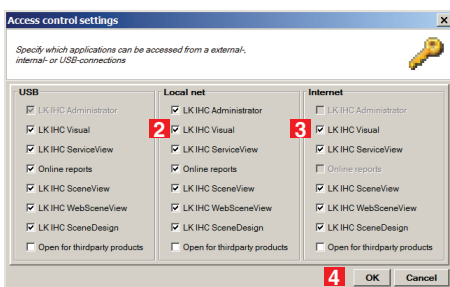 Access control settings
Specify which applications can be accessed from a external-,
internal- or USB-connections
USB
LK IHC Administrator
LK IHC Visual
LK IHC ServiceView
Online reports
LK IHC SceneView
LK IHC WebSceneView
LK IHC SceneDesign
Open for thirdparty products
Local net
LK IHC Administrator
2 LK IHC Visual
LK IHC ServiceView
Online reports
LK IHC SceneView
LK IHC WebSceneView
LK IHC SceneDesign
Open for thirdparty products
Internet
LK IHC Administrator
3 LK IHC Visual
LK IHC ServiceView
Online reports
LK IHC SceneView
LK IHC WebSceneView
LK IHC SceneDesign
Open for thirdparty products
4 OK Cancel